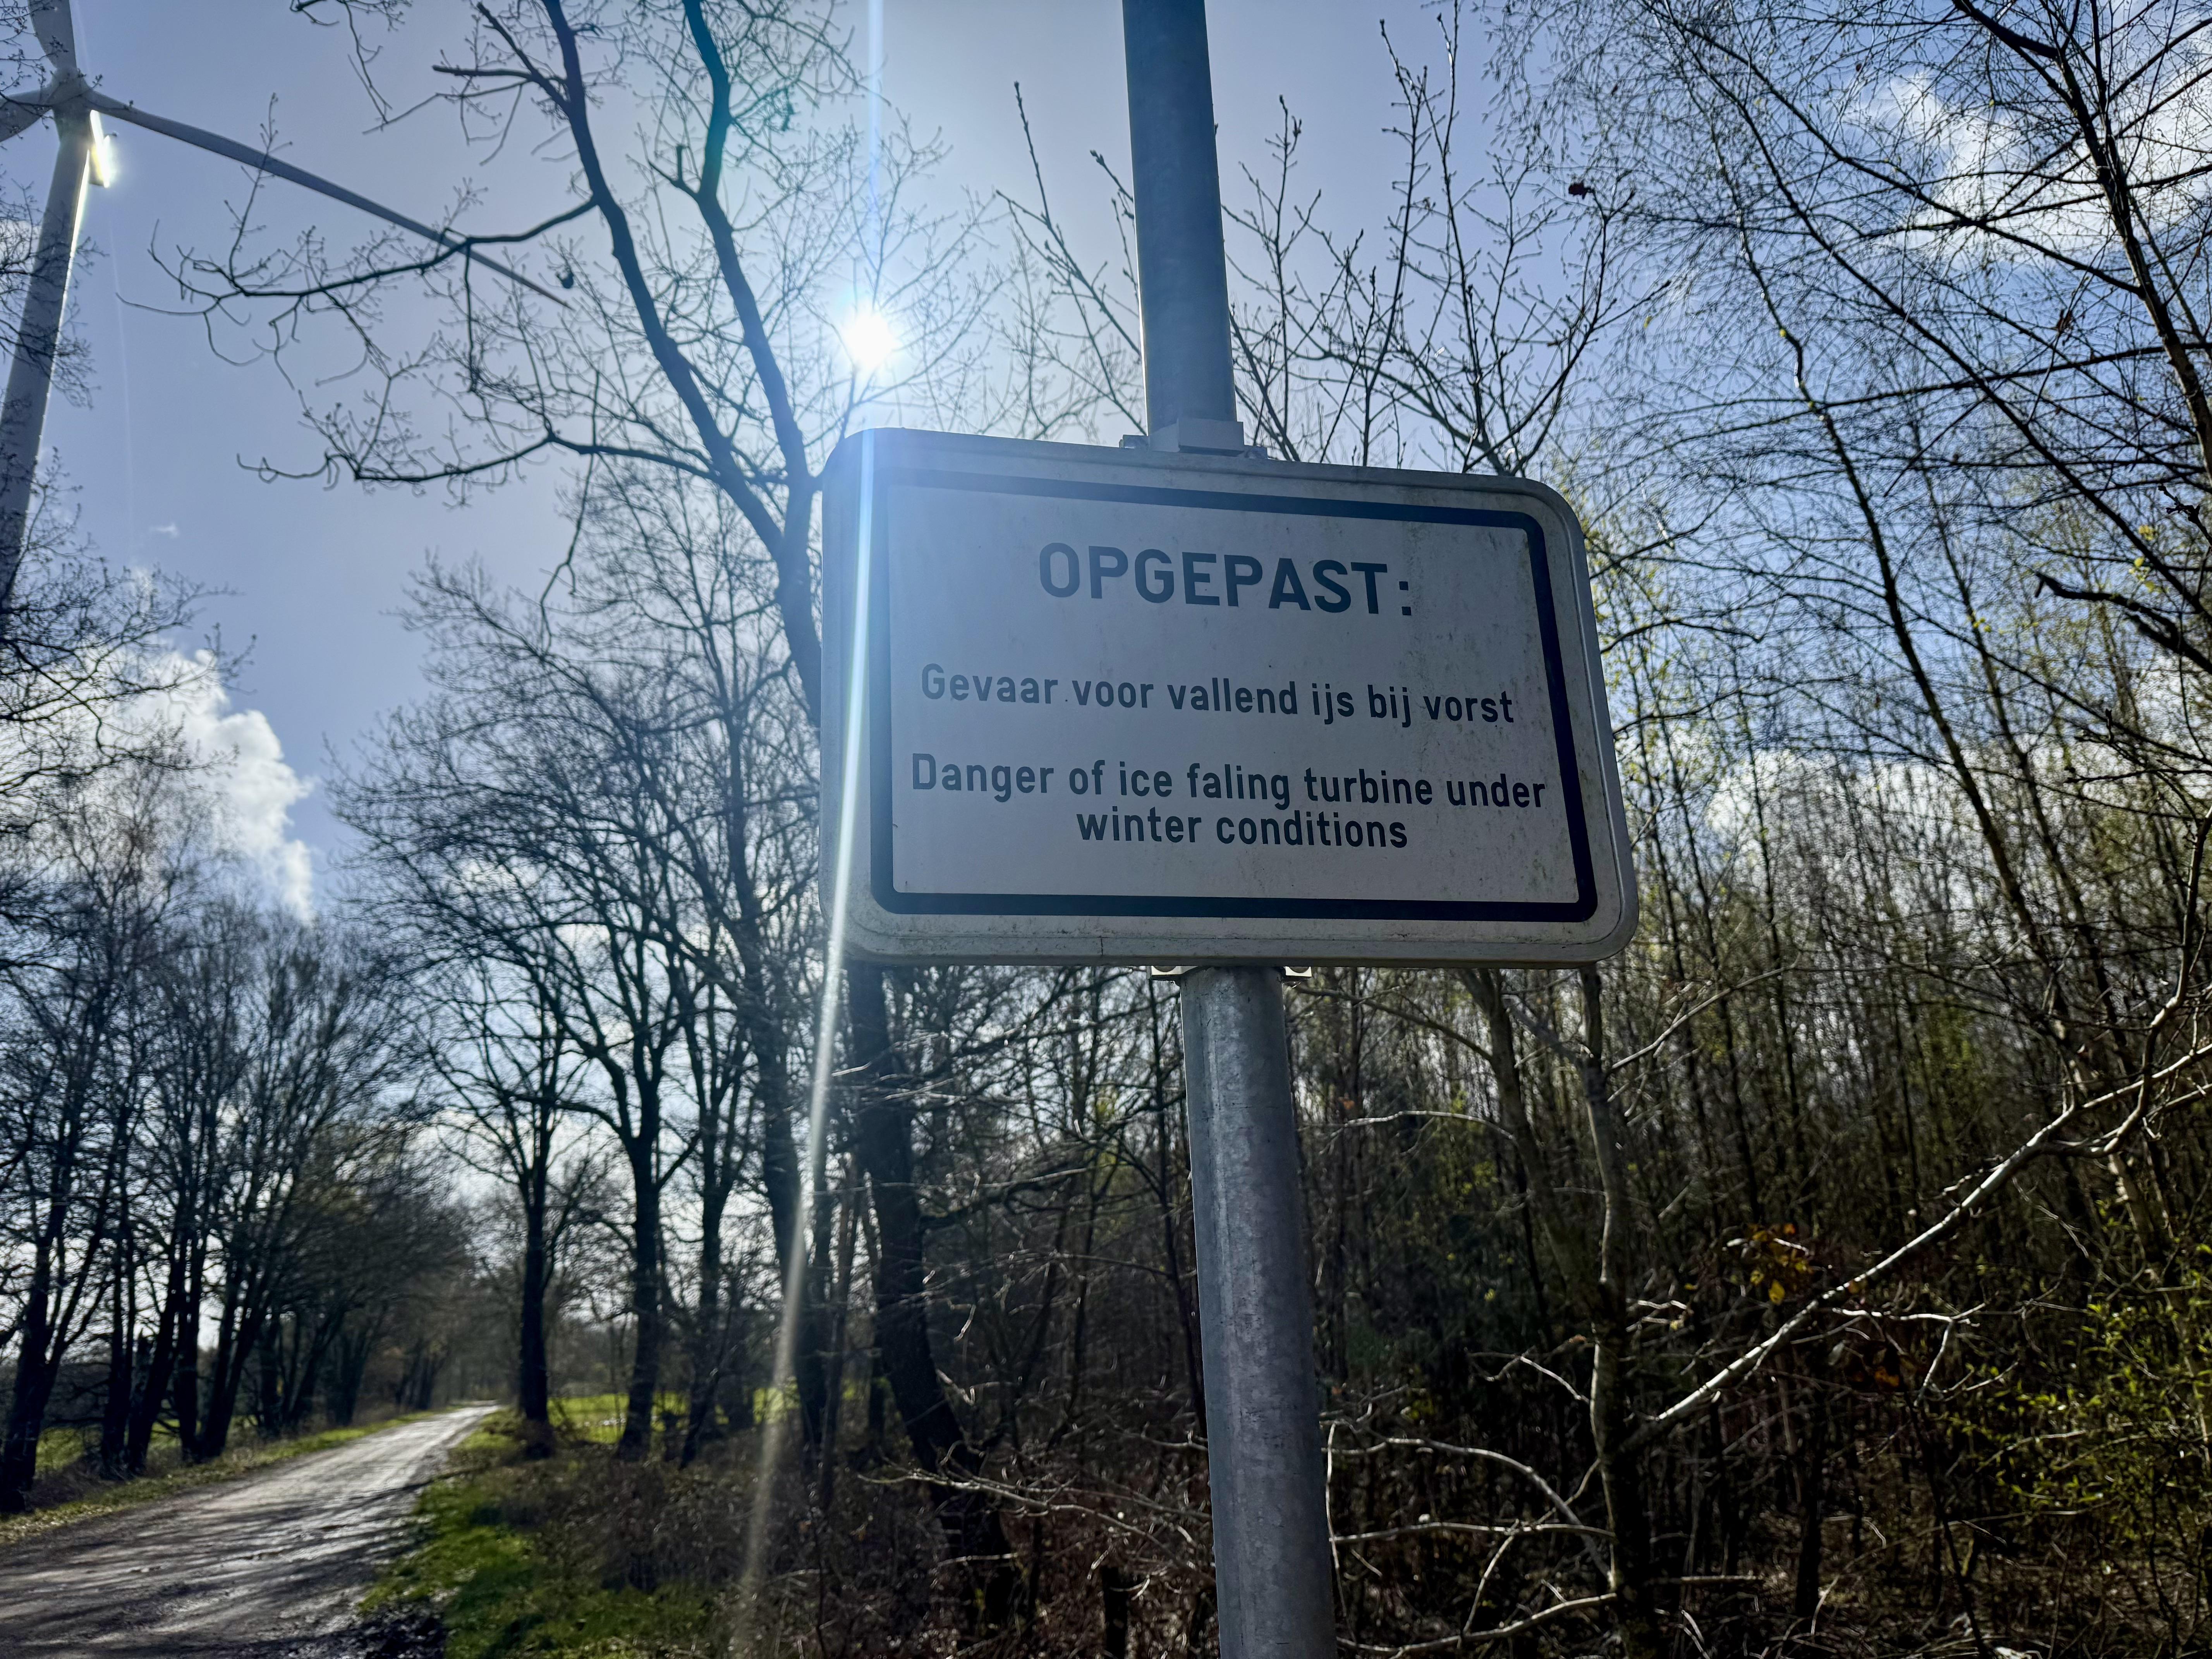 OPGEPAST:
Gevaar voor vallend ijs bij vorst
Danger of ice faling turbine under
winter conditions